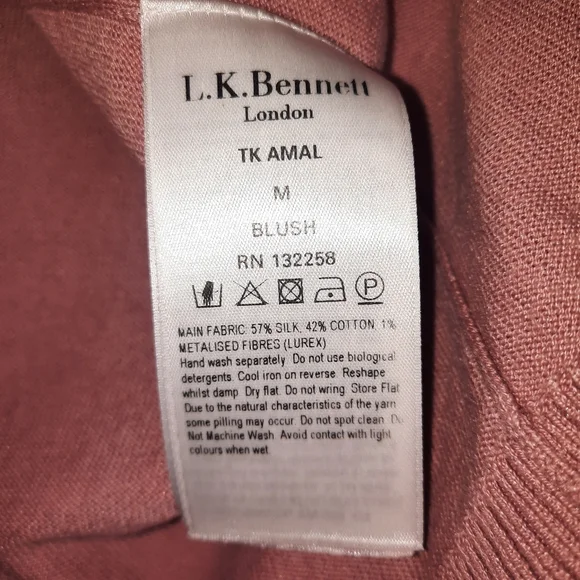 L.K.Bennett
London
TK AMAL
M
BLUSH
RN 132258
P
MAIN FABRIC: 57% SILK, 42% COTTON, 1%
METALISED FIBRES (LUREX)
Hand wash separately. Do not use biological
detergents. Cool iron on reverse. Reshape
whilst damp. Dry flat. Do not wring. Store Flat
Due to the natural characteristics of the yarn
some pilling may occur. Do not spot clean. Do
Not Machine Wash. Avoid contact with light
colours when wet.